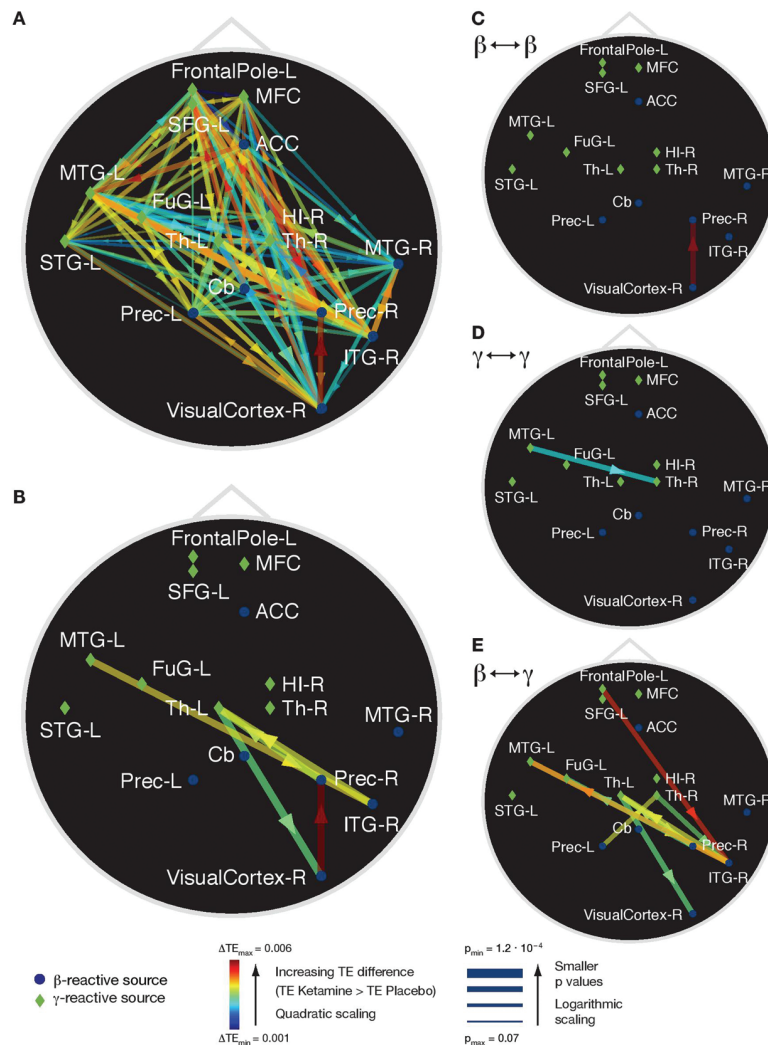 A
FrontalPole-L
MFC
SFG-L
ACC
MTG-L
FuG-L
HI-R
Th-L
Th-R
MTG-R
STG-L
Cb
Prec-L
Prec-R
ITG-R
VisualCortex-R
B
FrontalPole-L
MFC
SFG-L
ACC
MTG-L
FuG-L
HI-R
Th-L
Th-R
MTG-R
STG-L
Cb
Prec-L
Prec-R
ITG-R
VisualCortex-R
C
β↔β
FrontalPole-L
MFC
SFG-L
ACC
MTG-L
FuG-L
HI-R
Th-L
Th-R
MTG-R
STG-L
Cb
Prec-L
Prec-R
ITG-R
VisualCortex-R
D
γ↔γ
FrontalPole-L
MFC
SFG-L
ACC
MTG-L
FuG-L
HI-R
Th-L
Th-R
MTG-R
STG-L
Cb
Prec-L
Prec-R
ITG-R
VisualCortex-R
E
β↔γ
FrontalPole-L
MFC
SFG-L
ACC
MTG-L
FuG-L
HI-R
Th-L
Th-R
MTG-R
STG-L
Cb
Prec-L
Prec-R
ITG-R
VisualCortex-R
β-reactive source
γ-reactive source
ΔTEmax = 0.006
Increasing TE difference
(TE Ketamine > TE Placebo)
Quadratic scaling
ΔTEmin = 0.001
pmin = 1.2 · 10⁻⁴
Smaller
p values
Logarithmic
scaling
pmax = 0.07